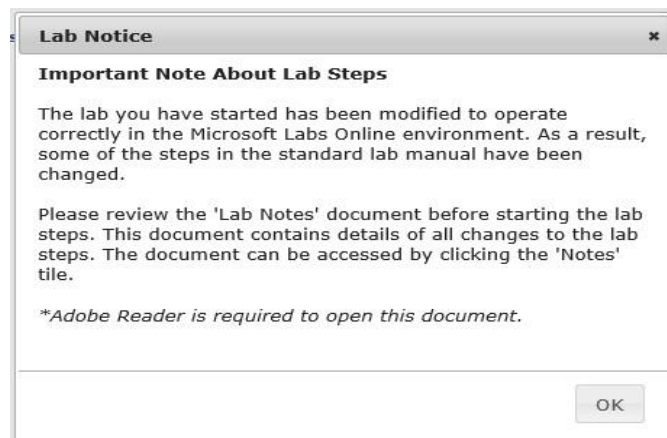 Lab Notice
Important Note About Lab Steps
The lab you have started has been modified to operate
correctly in the Microsoft Labs Online environment. As a result,
some of the steps in the standard lab manual have been
changed.
Please review the 'Lab Notes' document before starting the lab
steps. This document contains details of all changes to the lab
steps. The document can be accessed by clicking the 'Notes'
tile.
*Adobe Reader is required to open this document.
OK